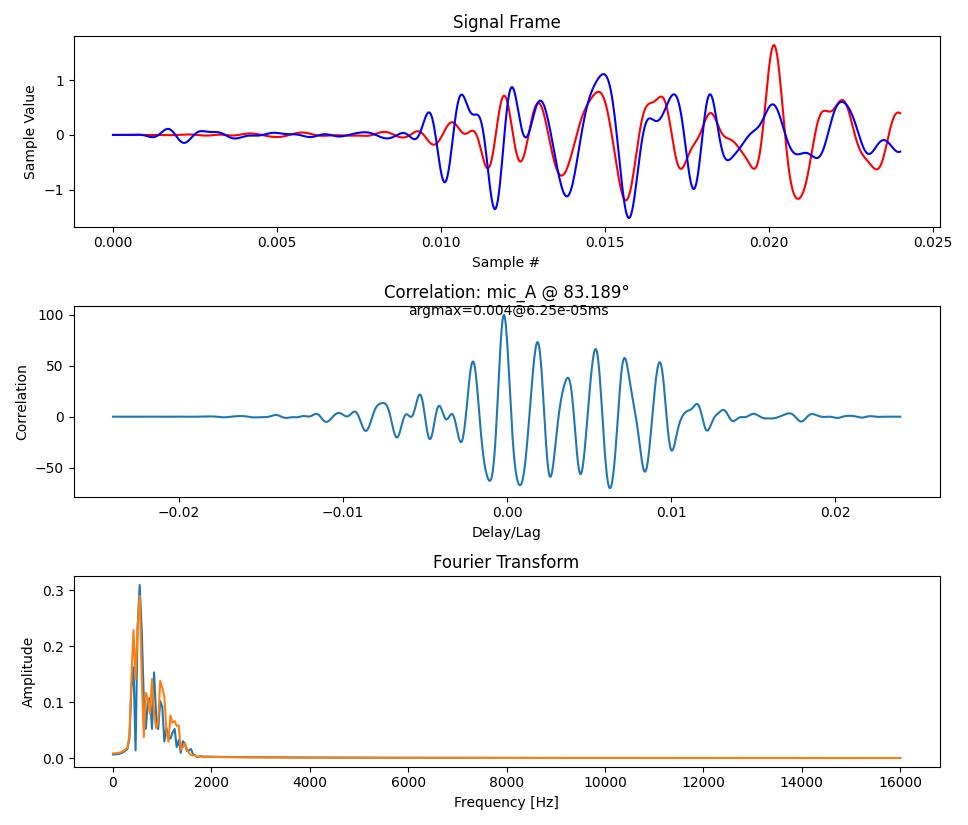 Signal Frame
Sample Value
1
0
−1
0.000 0.005 0.010 0.015 0.020 0.025
Sample #
Correlation: mic_A @ 83.189°
argmax=0.004@6.25e-05ms
Correlation
100
50
0
−50
−0.02 −0.01 0.00 0.01 0.02
Delay/Lag
Fourier Transform
Amplitude
0.3
0.2
0.1
0.0
0 2000 4000 6000 8000 10000 12000 14000 16000
Frequency [Hz]